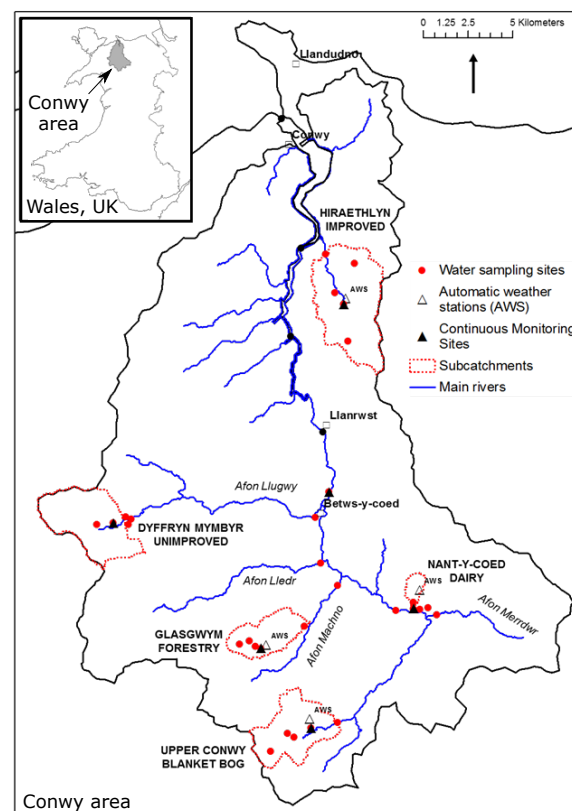 Conwy
area
Wales, UK
0
1.25
2.5
5 Kilometers
Llandudno
Conwy
HIRAETHLYN
IMPROVED
AWS
Water sampling sites
Automatic weather
stations (AWS)
Continuous Monitoring
Sites
Subcatchments
Main rivers
Llanrwst
Afon Llugwy
Betws-y-coed
DYFFRYN MYMBYR
UNIMPROVED
NANT-Y-COED
DAIRY
AWS
Afon Lledr
Afon Merrdwr
GLASGWYM
FORESTRY
AWS
Afon Machno
AWS
UPPER CONWY
BLANKET BOG
Conwy area